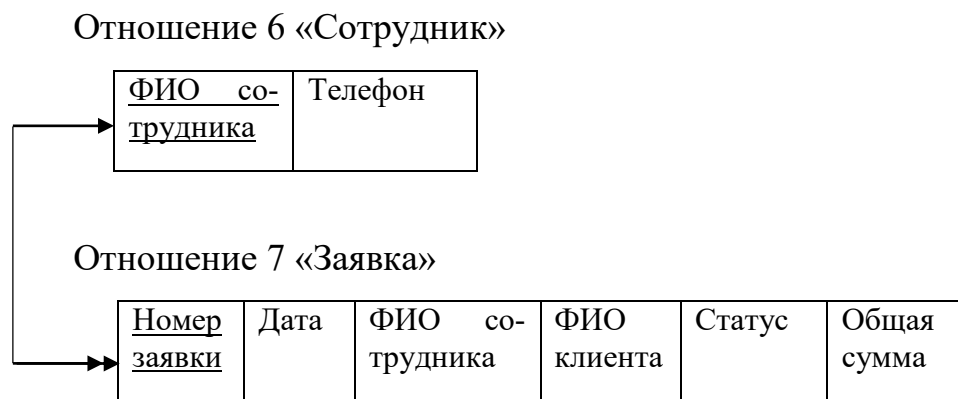 Отношение 6 «Сотрудник»
ФИО со- Телефон
трудника
Отношение 7 «Заявка»
Номер Дата ФИО со- ФИО Статус Общая
заявки трудника клиента сумма